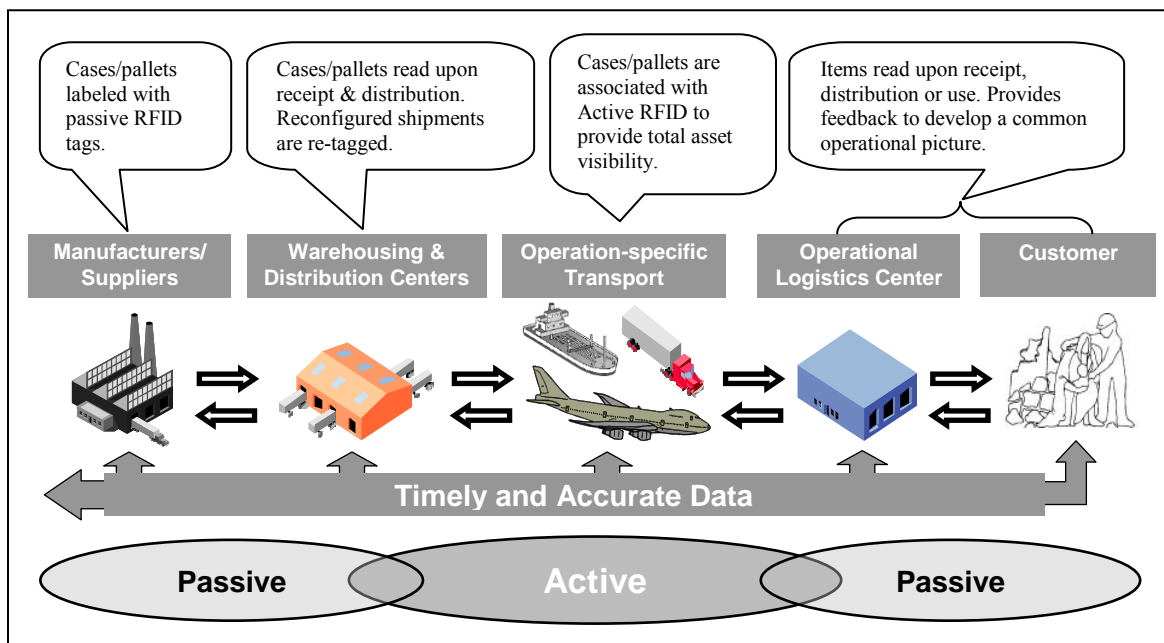 Cases/pallets
labeled with
passive RFID
tags.
Cases/pallets read upon
receipt & distribution.
Reconfigured shipments
are re-tagged.
Cases/pallets are
associated with
Active RFID to
provide total asset
visibility.
Items read upon receipt,
distribution or use. Provides
feedback to develop a common
operational picture.
Manufacturers/
Suppliers
Warehousing &
Distribution Centers
Operation-specific
Transport
Operational
Logistics Center
Customer
Timely and Accurate Data
Passive
Active
Passive